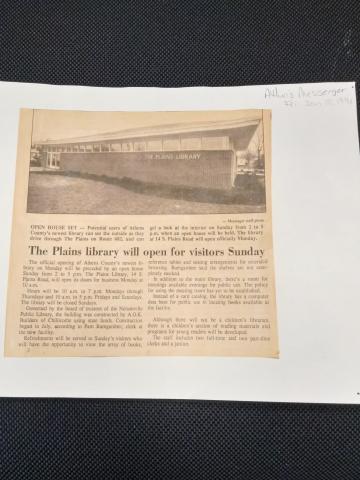 Athens Messenger
Fri. Jan
THE PLAINS LIBRARY
— Messenger staff photo
OPEN HOUSE SET — Potential users of Athens
County's newest library can see the outside as they
drive through The Plains on Route 682, and can
get a look at the interior on Sunday from 2 to 5
p.m. when an open house will be held. The library
at 14 S. Plains Road will open officially Monday.
The Plains library will open for visitors Sunday
The official opening of Athens County's newest li-
brary on Monday will be preceded by an open house
Sunday from 2 to 5 p.m. The Plains Library, 14 S.
Plains Road, will open its doors for business Monday at
10 a.m.
Hours will be 10 a.m. to 7 p.m. Mondays through
Thursdays and 10 a.m. to 5 p.m. Fridays and Saturdays.
The library will be closed Sundays.
Governed by the board of trustees of the Nelsonville
Public Library, the building was constructed by A.O.K.
Builders of Chillicothe using state funds. Construction
began in July, according to Pam Bumgardner, clerk at
the new facility.
Refreshments will be served to Sunday's visitors who
will have the opportunity to view the array of books,
reference tables and seating arrangements for extended
browsing. Bumgardner said the shelves are not com-
pletely stocked.
In addition to the main library, there's a room for
meetings available evenings for public use. The policy
for using the meeting room has yet to be established.
Instead of a card catalog, the library has a computer
data base for public use in locating books available at
the facility.
Although there will not be a children's librarian,
there is a children's section of reading materials and
programs for young readers will be developed.
The staff includes two full-time and two part-time
clerks and a janitor.